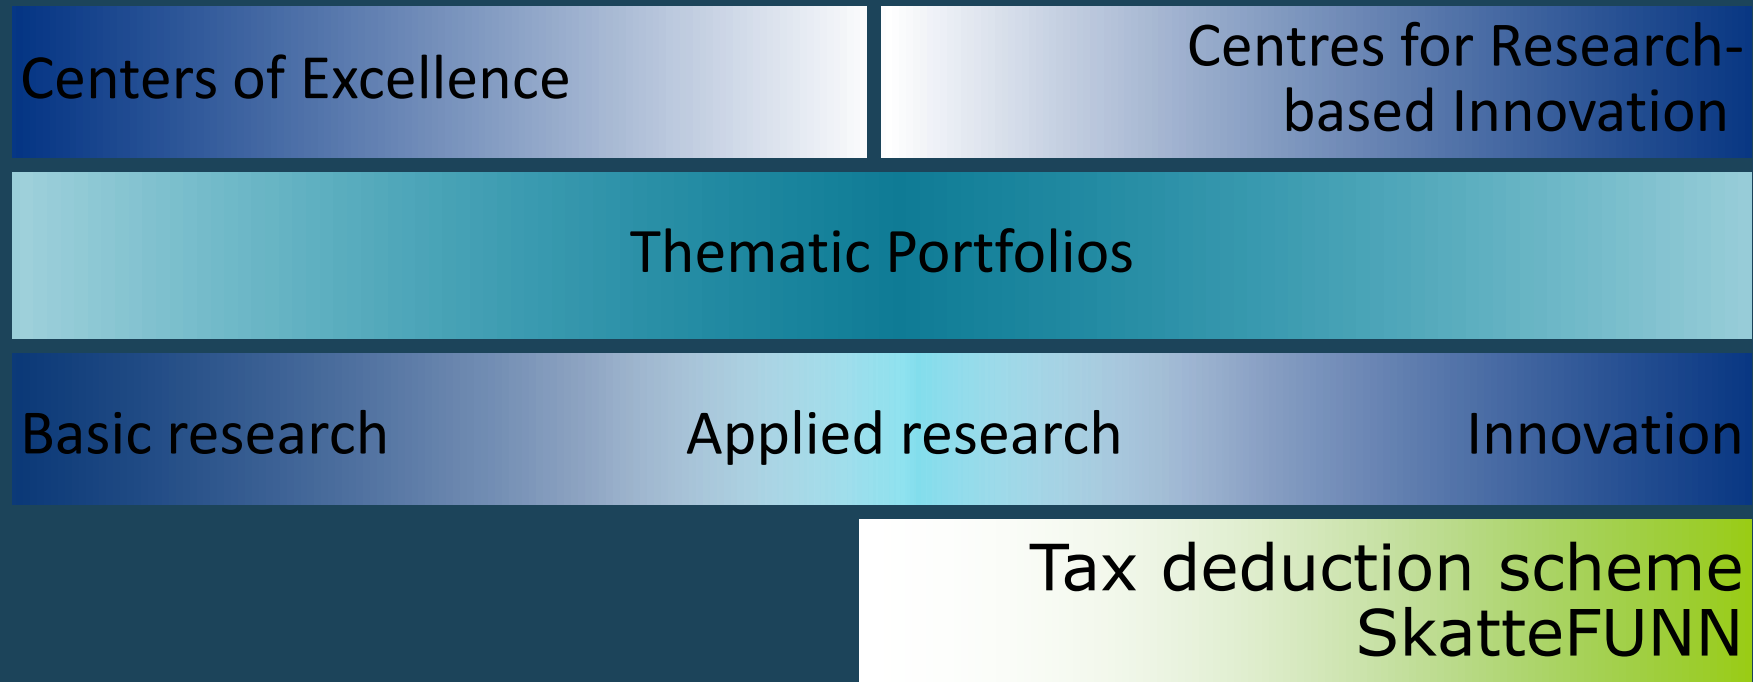 Centers of Excellence
Centres for Research-
based Innovation
Thematic Portfolios
Basic research
Applied research
Innovation
Tax deduction scheme
SkatteFUNN